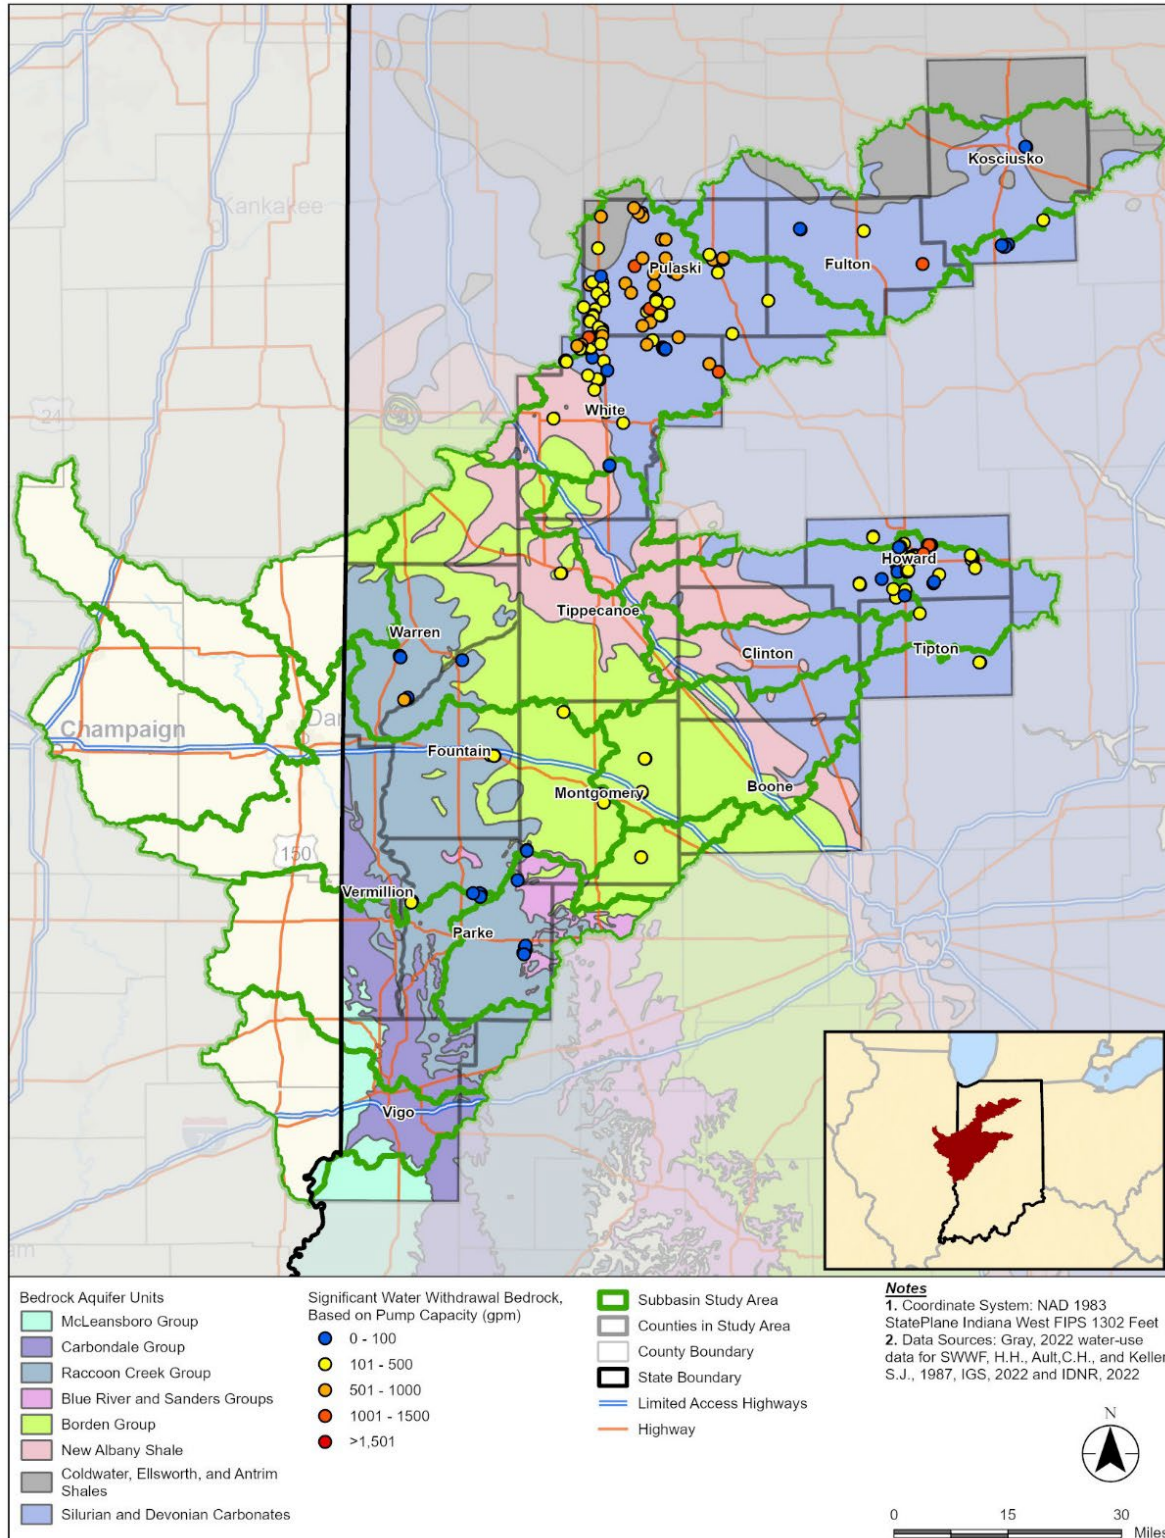 Kosciusko
Kankakee
Pulaski
Fulton
24
White
Howard
Tippecanoe
Warren
Clinton
Tipton
Champaign
Dan
Fountain
Montgomery
Boone
150
Vermillion
Parke
Vigo
Bedrock Aquifer Units
McLeansboro Group
Carbondale Group
Raccoon Creek Group
Blue River and Sanders Groups
Borden Group
New Albany Shale
Coldwater, Ellsworth, and Antrim
Shales
Silurian and Devonian Carbonates
Significant Water Withdrawal Bedrock,
Based on Pump Capacity (gpm)
0 - 100
101 - 500
501 - 1000
1001 - 1500
>1,501
Subbasin Study Area
Counties in Study Area
County Boundary
State Boundary
Limited Access Highways
Highway
Notes
1. Coordinate System: NAD 1983
StatePlane Indiana West FIPS 1302 Feet
2. Data Sources: Gray, 2022 water-use
data for SWWF, H.H., Ault,C.H., and Keller
S.J., 1987, IGS, 2022 and IDNR, 2022
N
0 15 30
Miles